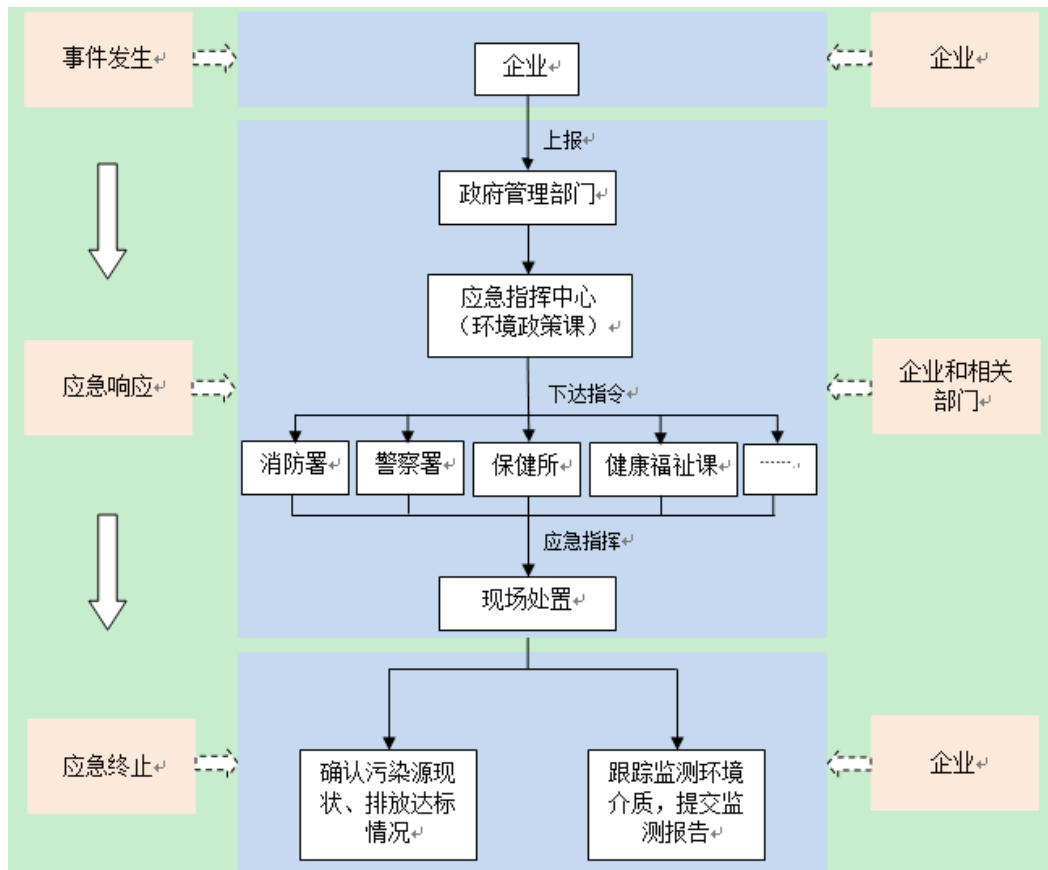 事件发生
企业
企业
上报
政府管理部门
应急指挥中心
（环境政策课）
应急响应
下达指令
企业和相关
部门
消防署
警察署
保健所
健康福祉课
……
应急指挥
现场处置
应急终止
确认污染源现
状、排放达标
情况
跟踪监测环境
介质，提交监
测报告
企业